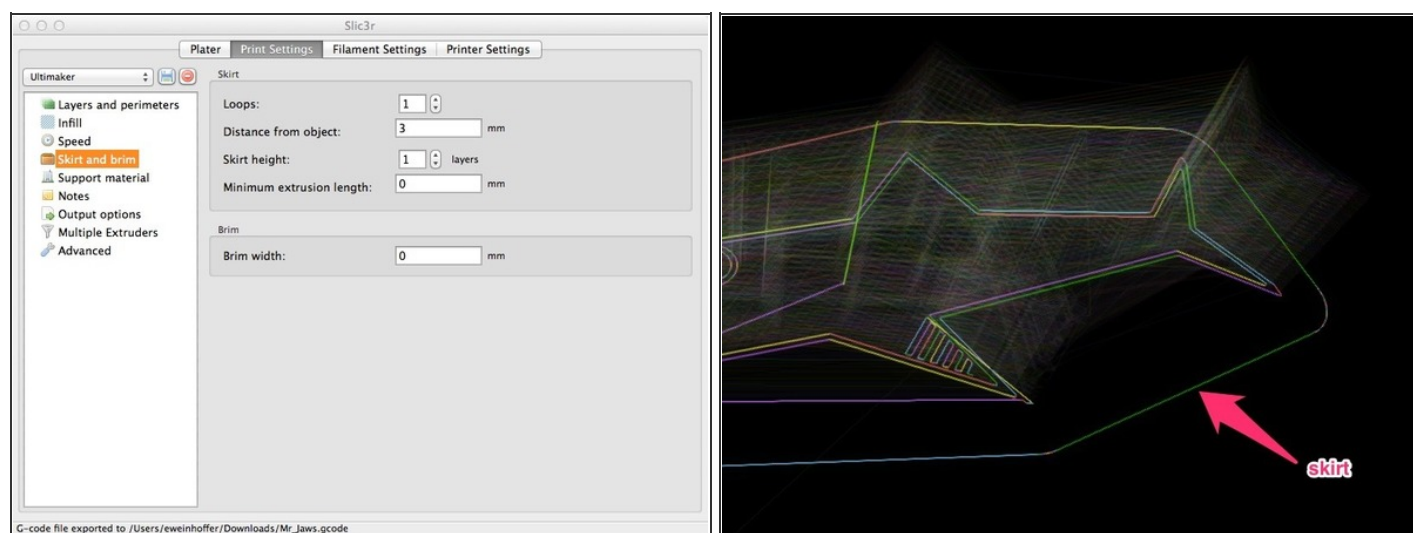 Slic3r
Plater Print Settings Filament Settings Printer Settings
Ultimaker
Layers and perimeters
Infill
Speed
Skirt and brim
Support material
Notes
Output options
Multiple Extruders
Advanced
Skirt
Loops: 1
Distance from object: 3 mm
Skirt height: 1 layers
Minimum extrusion length: 0 mm
Brim
Brim width: 0 mm
G-code file exported to /Users/eweinhoffer/Downloads/Mr_Jaws.gcode
skirt